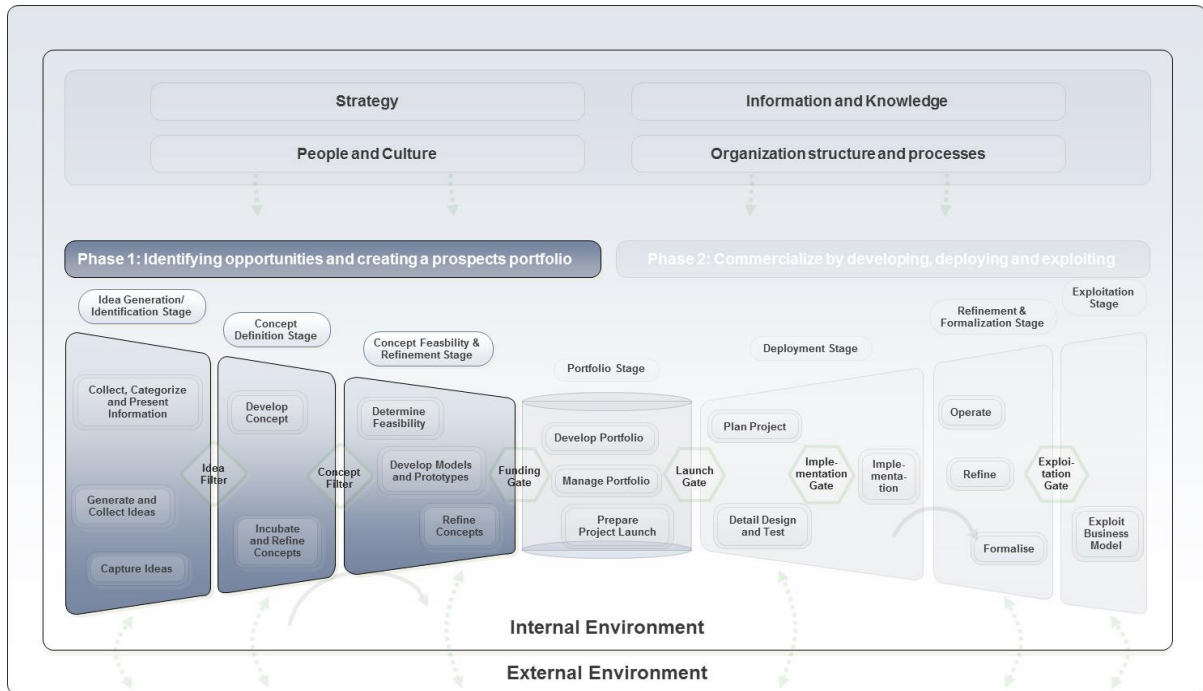 Strategy
Information and Knowledge
People and Culture
Organization structure and processes
Phase 1: Identifying opportunities and creating a prospects portfolio
Phase 2: Commercialize by developing, deploying and exploiting
Idea Generation/
Identification Stage
Collect, Categorize
and Present
Information
Generate and
Collect Ideas
Capture Ideas
Idea
Filter
Concept
Definition Stage
Develop
Concept
Incubate
and Refine
Concepts
Concept
Filter
Concept Feasbility &
Refinement Stage
Determine
Feasibility
Develop Models
and Prototypes
Refine
Concepts
Funding
Gate
Portfolio Stage
Develop Portfolio
Manage Portfolio
Prepare
Project Launch
Launch
Gate
Deployment Stage
Plan Project
Detail Design
and Test
Imple-
mentation
Gate
Imple-
menta-
tion
Refinement &
Formalization Stage
Operate
Refine
Formalise
Exploi-
tation
Gate
Exploitation
Stage
Exploit
Business
Model
Internal Environment
External Environment